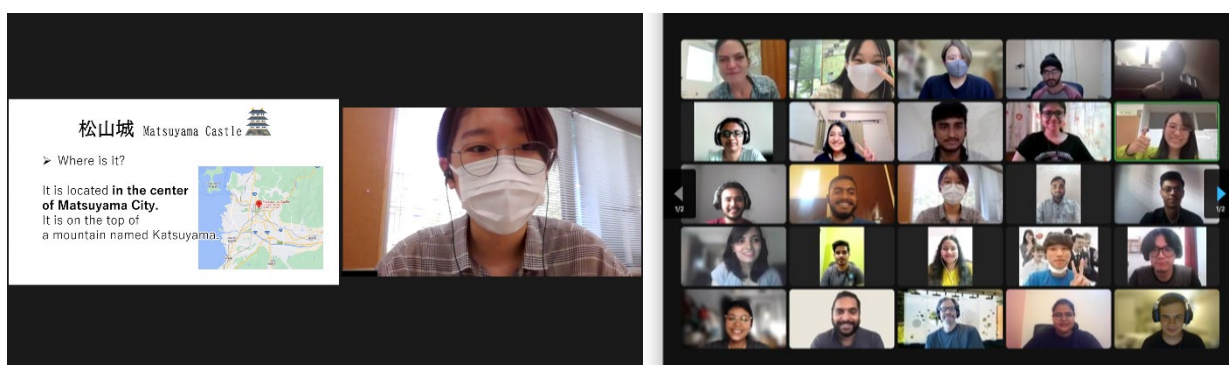 松山城 Matsuyama Castle
➢ Where is it?
It is located in the center
of Matsuyama City.
It is on the top of
a mountain named Katsuyama.
1/2
1/2